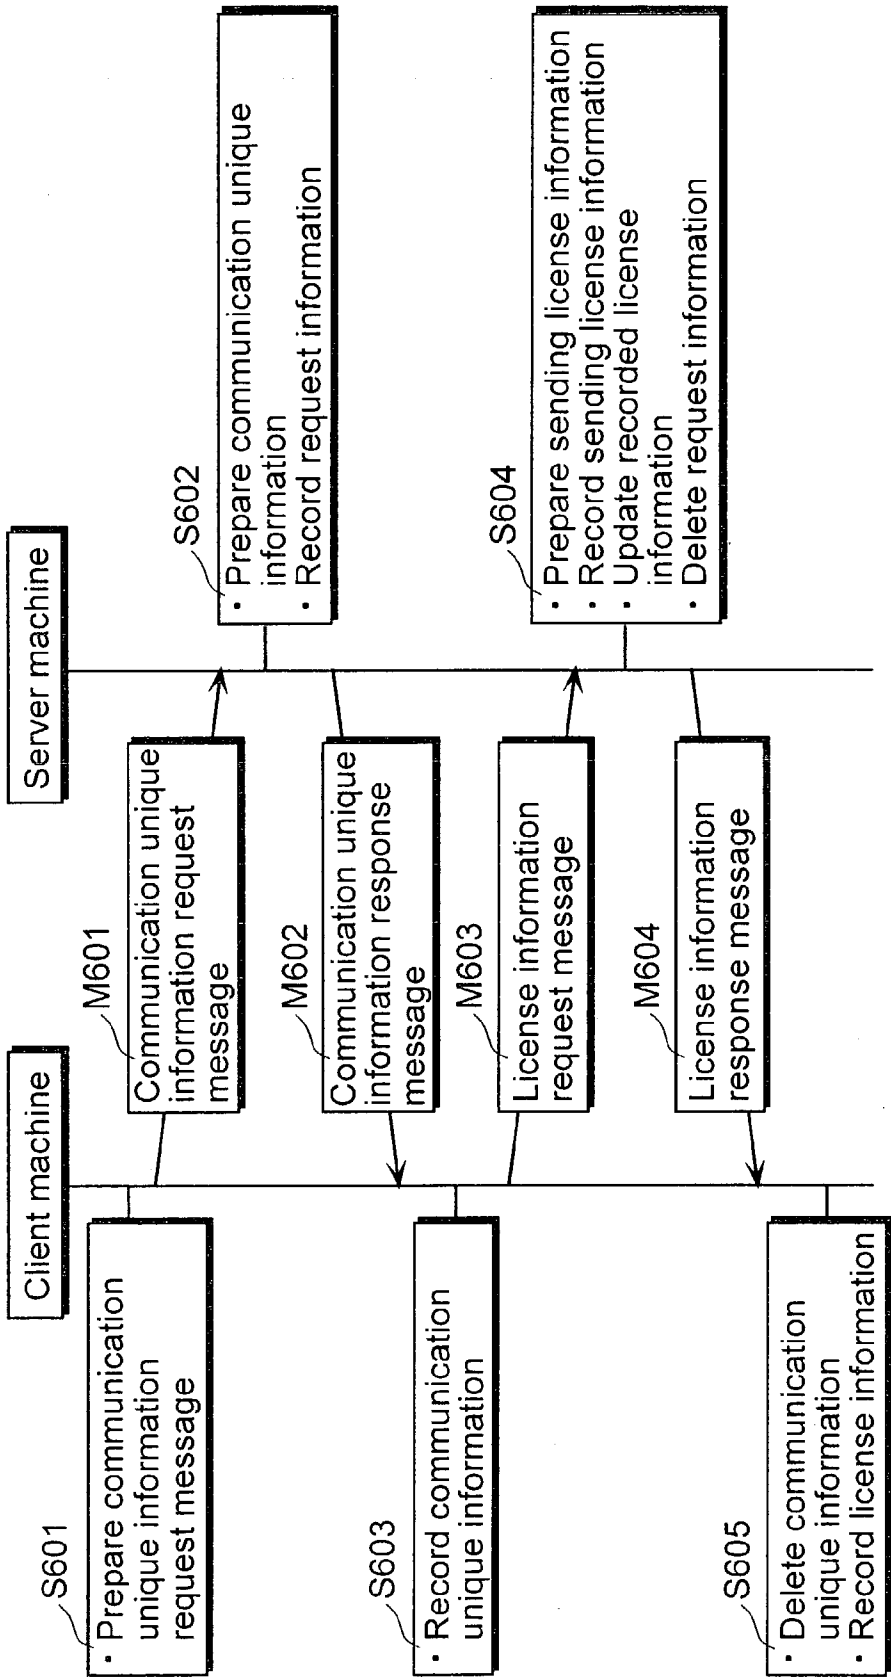 Client machine
Server machine
S601
· Prepare communication
unique information
request message
M601
Communication unique
information request
message
S602
· Prepare communication unique
information
· Record request information
M602
Communication unique
information response
message
S603
· Record communication
unique information
M603
License information
request message
S604
· Prepare sending license information
· Record sending license information
· Update recorded license
information
· Delete request information
M604
License information
response message
S605
· Delete communication
unique information
· Record license information